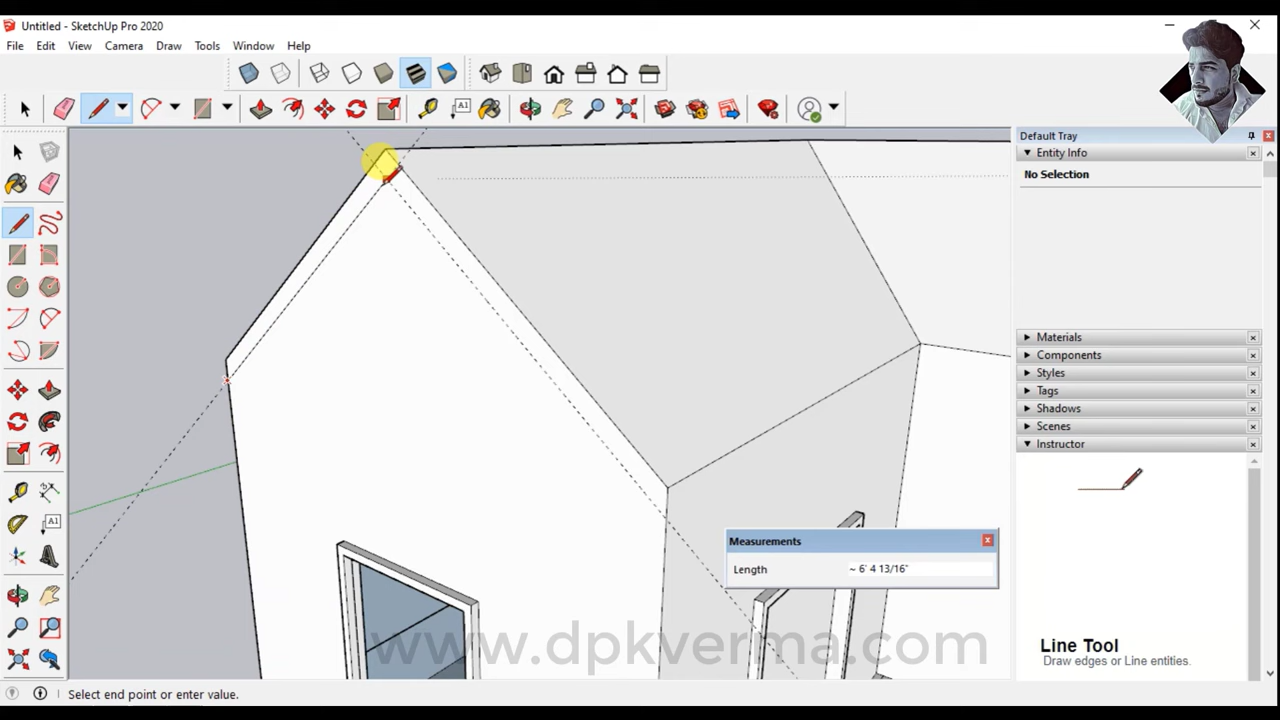 Untitled - SketchUp Pro 2020
File Edit View Camera Draw Tools Window Help
A1
Default Tray
Entity Info
No Selection
A1
Materials
Components
Styles
Tags
Shadows
Scenes
Instructor
Measurements
Length ~ 6' 4 13/16"
www.dpkverma.com
Line Tool
Draw edges or Line entities.
Select end point or enter value.